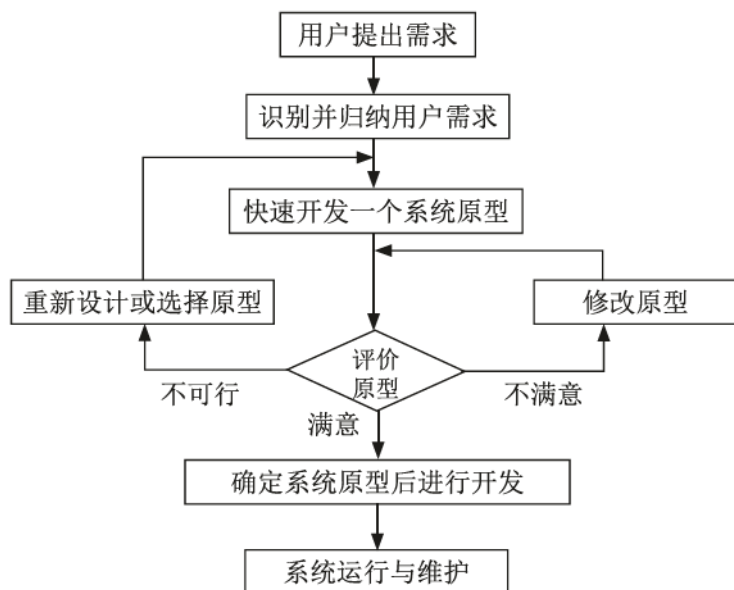 用户提出需求
识别并归纳用户需求
快速开发一个系统原型
重新设计或选择原型
修改原型
评价
原型
不可行
不满意
满意
确定系统原型后进行开发
系统运行与维护